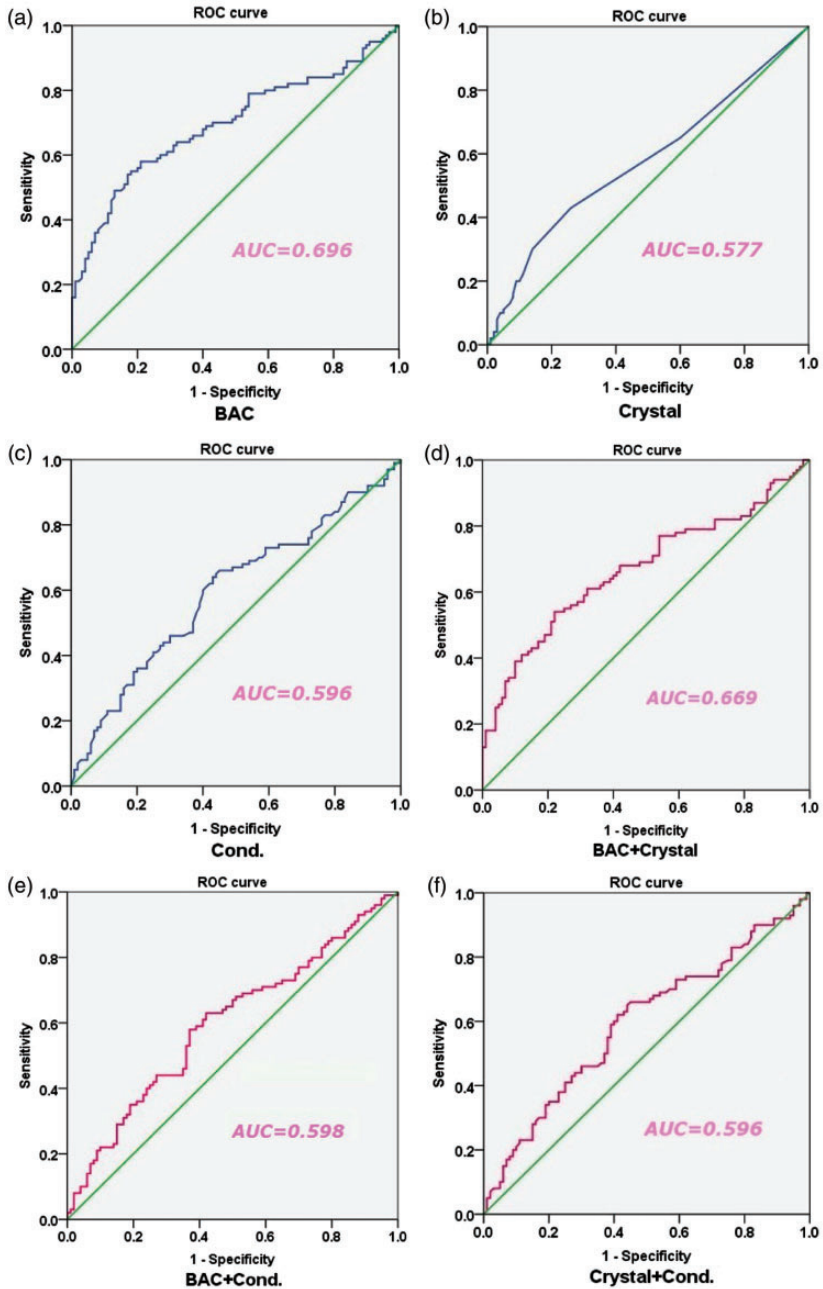 (a)
ROC curve
1.0
0.8
0.6
0.4
0.2
0.0
Sensitivity
AUC=0.696
0.0 0.2 0.4 0.6 0.8 1.0
1 - Specificity
BAC
(b)
ROC curve
1.0
0.8
0.6
0.4
0.2
0.0
Sensitivity
AUC=0.577
0.0 0.2 0.4 0.6 0.8 1.0
1 - Specificity
Crystal
(c)
ROC curve
1.0
0.8
0.6
0.4
0.2
0.0
Sensitivity
AUC=0.596
0.0 0.2 0.4 0.6 0.8 1.0
1 - Specificity
Cond.
(d)
ROC curve
1.0
0.8
0.6
0.4
0.2
0.0
Sensitivity
AUC=0.669
0.0 0.2 0.4 0.6 0.8 1.0
1 - Specificity
BAC+Crystal
(e)
ROC curve
1.0
0.8
0.6
0.4
0.2
0.0
Sensitivity
AUC=0.598
0.0 0.2 0.4 0.6 0.8 1.0
1 - Specificity
BAC+Cond.
(f)
ROC curve
1.0
0.8
0.6
0.4
0.2
0.0
Sensitivity
AUC=0.596
0.0 0.2 0.4 0.6 0.8 1.0
1 - Specificity
Crystal+Cond.